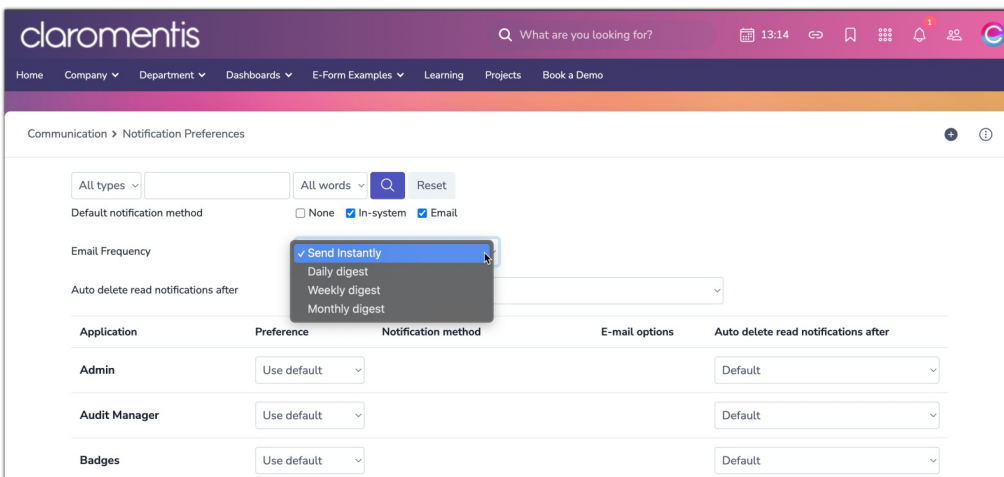 claromentis
What are you looking for?
13:14
1
Home Company Department Dashboards E-Form Examples Learning Projects Book a Demo
Communication > Notification Preferences
All types All words Reset
Default notification method None In-system Email
Email Frequency
✓ Send Instantly
Daily digest
Weekly digest
Monthly digest
Auto delete read notifications after
Application Preference Notification method E-mail options Auto delete read notifications after
Admin Use default Default
Audit Manager Use default Default
Badges Use default Default